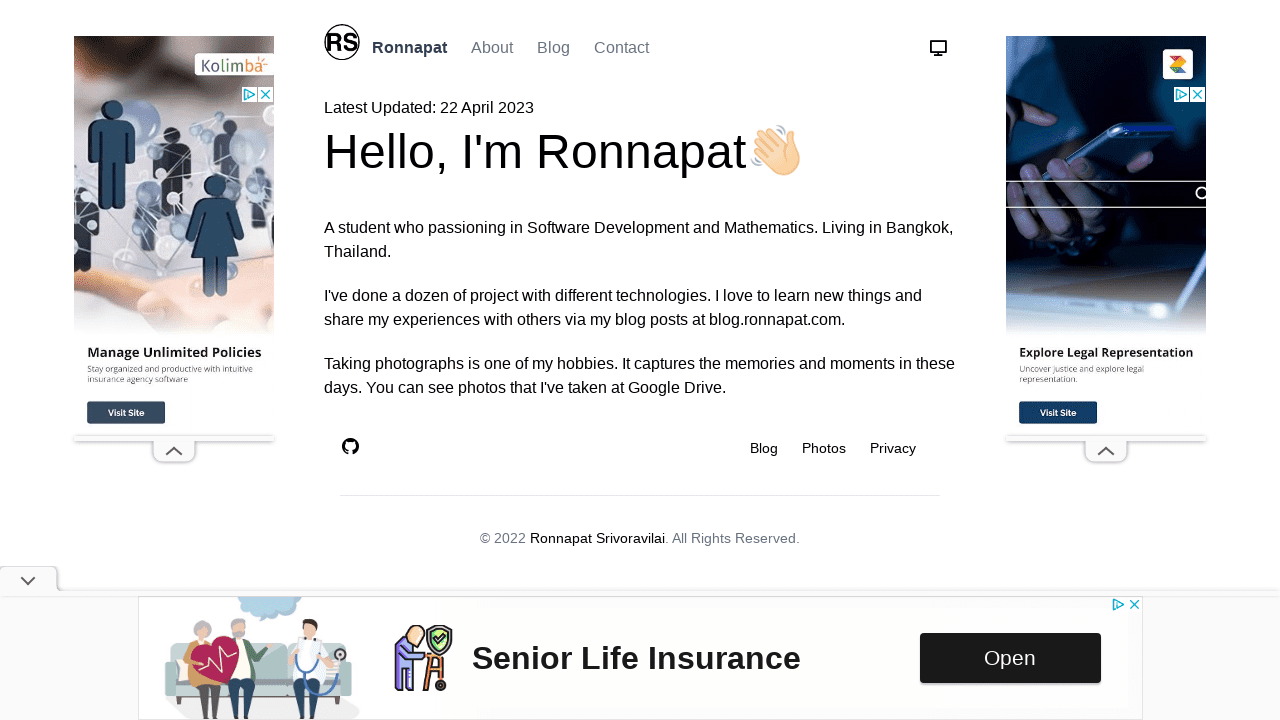 RS Ronnapat About Blog Contact
Latest Updated: 22 April 2023
Hello, I'm Ronnapat👋
A student who passioning in Software Development and Mathematics. Living in Bangkok,
Thailand.
I've done a dozen of project with different technologies. I love to learn new things and
share my experiences with others via my blog posts at blog.ronnapat.com.
Taking photographs is one of my hobbies. It captures the memories and moments in these
days. You can see photos that I've taken at Google Drive.
Blog Photos Privacy
© 2022 Ronnapat Srivoravilai. All Rights Reserved.
Kolimba
Manage Unlimited Policies
Stay organized and productive with intuitive
insurance agency software
Visit Site
Explore Legal Representation
Uncover justice and explore legal
representation.
Visit Site
Senior Life Insurance
Open